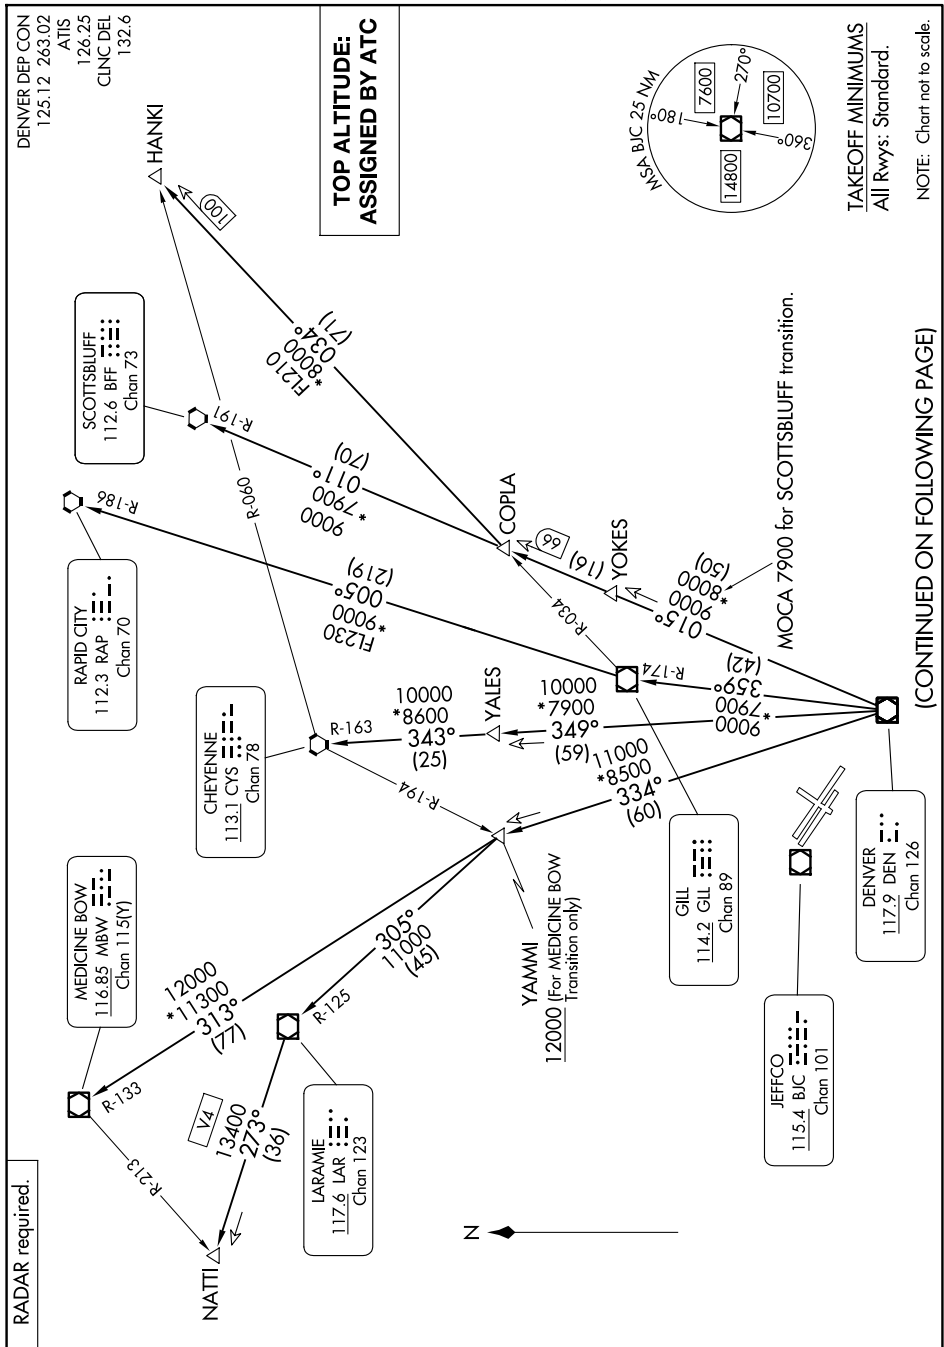 RADAR required.
DENVER DEP CON
125.12 263.02
ATIS
126.25
CLNC DEL
132.6
TOP ALTITUDE:
ASSIGNED BY ATC
HANKI
100
SCOTTSBLUFF
112.6 BFF
Chan 73
RAPID CITY
112.3 RAP
Chan 70
CHEYENNE
113.1 CYS
Chan 78
MEDICINE BOW
116.85 MBW
Chan 115(Y)
LARAMIE
117.6 LAR
Chan 123
NATTI
R-213
R-133
V4
13400
273°
(36)
R-125
12000
*11300
313°
(77)
305°
11000
(45)
YAMMI
12000 (For MEDICINE BOW
Transition only)
R-194
R-163
R-060
10000
*8600
343°
(25)
YALES
10000
*7900
349°
(59)
11000
*8500
334°
(60)
R-186
FL230
*9000
005°
(219)
R-191
9000
*7900
011°
(70)
FL210
*8000
034°
(71)
COPLA
66
(16)
YOKES
R-034
R-174
9000
*7900
359°
(42)
015°
9000
*8000
(50)
MOCA 7900 for SCOTTSBLUFF transition.
GILL
114.2 GLL
Chan 89
JEFFCO
115.4 BJC
Chan 101
DENVER
117.9 DEN
Chan 126
N
MSA BJC 25 NM
180°
7600
270°
10700
360°
14800
TAKEOFF MINIMUMS
All Rwys: Standard.
NOTE: Chart not to scale.
(CONTINUED ON FOLLOWING PAGE)